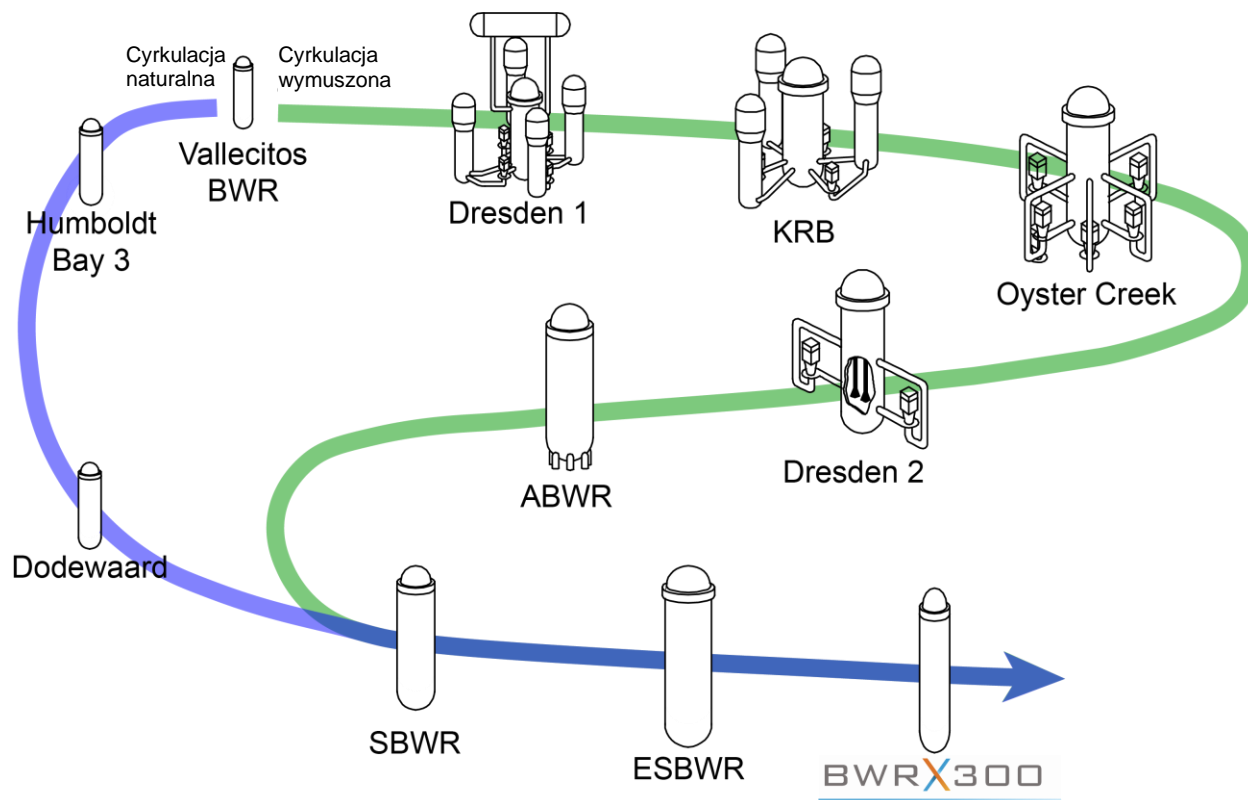 Cyrkulacja
naturalna
Cyrkulacja
wymuszona
Vallecitos
BWR
Dresden 1
KRB
Oyster Creek
Humboldt
Bay 3
ABWR
Dresden 2
Dodewaard
SBWR
ESBWR
BWRX300